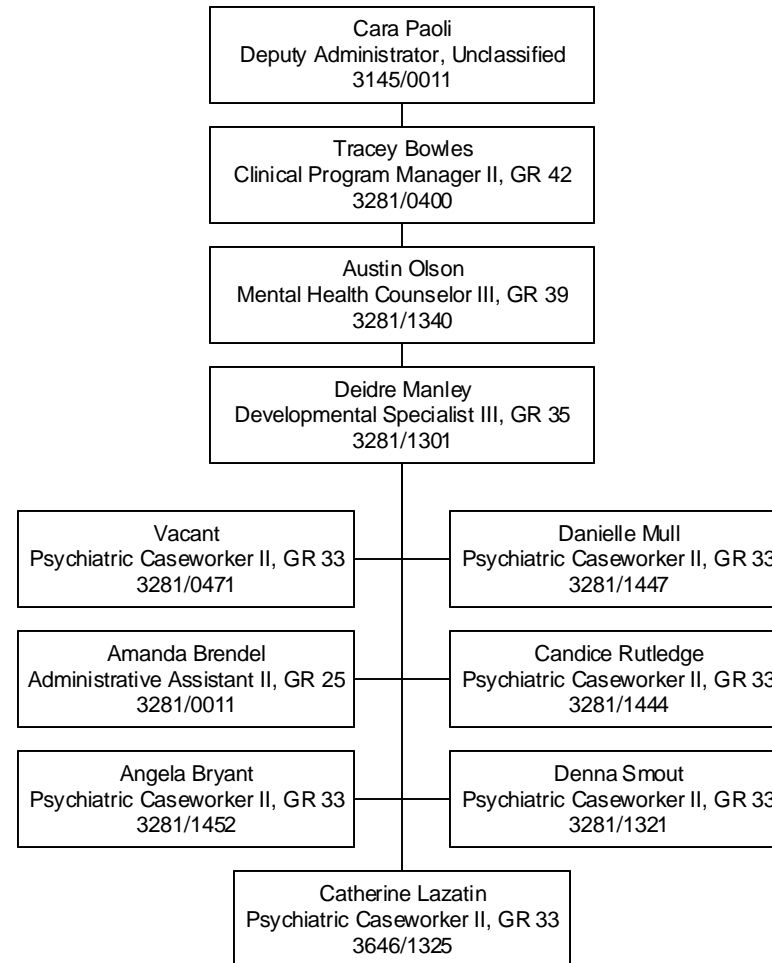 Cara Paoli
Deputy Administrator, Unclassified
3145/0011
Tracey Bowles
Clinical Program Manager II, GR 42
3281/0400
Austin Olson
Mental Health Counselor III, GR 39
3281/1340
Deidre Manley
Developmental Specialist III, GR 35
3281/1301
Vacant
Psychiatric Caseworker II, GR 33
3281/0471
Danielle Mull
Psychiatric Caseworker II, GR 33
3281/1447
Amanda Brendel
Administrative Assistant II, GR 25
3281/0011
Candice Rutledge
Psychiatric Caseworker II, GR 33
3281/1444
Angela Bryant
Psychiatric Caseworker II, GR 33
3281/1452
Denna Smout
Psychiatric Caseworker II, GR 33
3281/1321
Catherine Lazatin
Psychiatric Caseworker II, GR 33
3646/1325